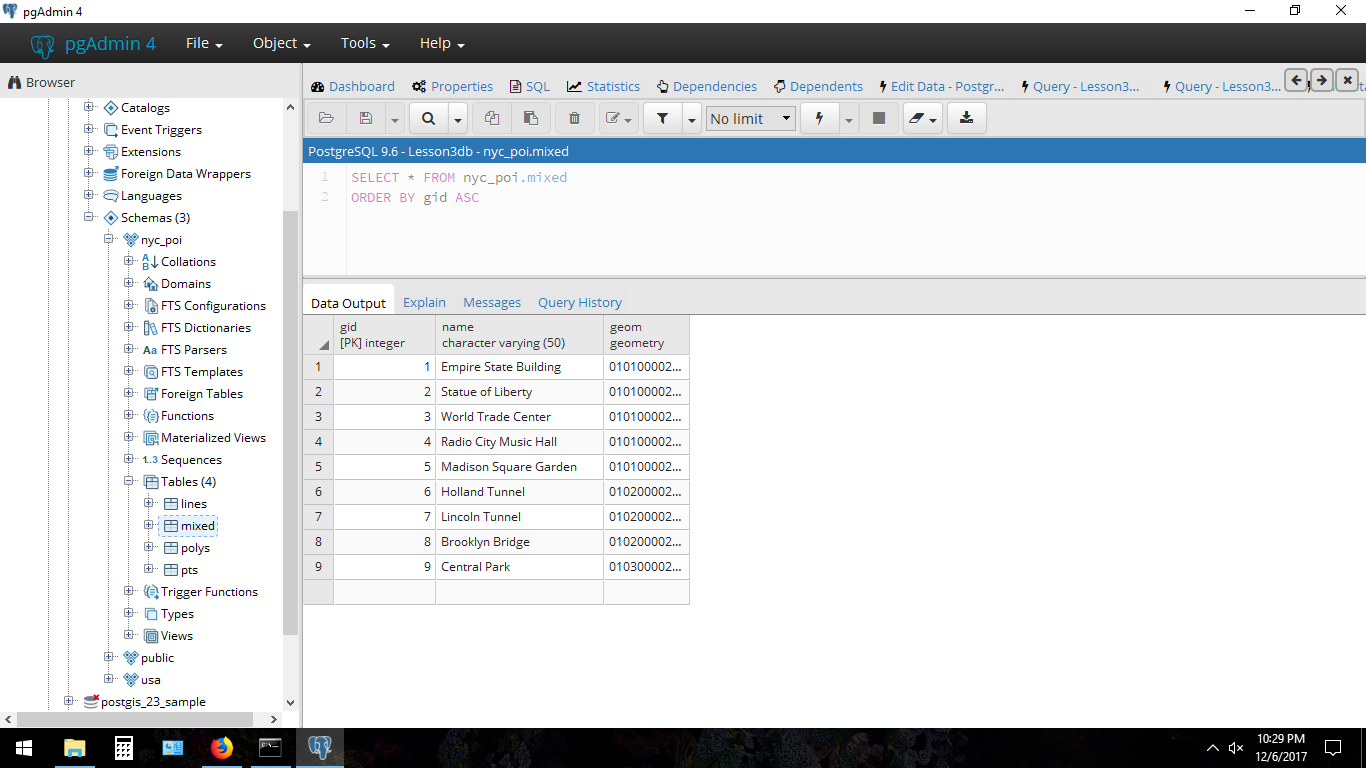 pgAdmin 4
pgAdmin 4 File Object Tools Help
Browser
Catalogs
Event Triggers
Extensions
Foreign Data Wrappers
Languages
Schemas (3)
nyc_poi
Collations
Domains
FTS Configurations
FTS Dictionaries
FTS Parsers
FTS Templates
Foreign Tables
Functions
Materialized Views
1..3 Sequences
Tables (4)
lines
mixed
polys
pts
Trigger Functions
Types
Views
public
usa
postgis_23_sample
Dashboard Properties SQL Statistics Dependencies Dependents Edit Data - Postgr... Query - Lesson3... Query - Lesson3...
No limit
PostgreSQL 9.6 - Lesson3db - nyc_poi.mixed
1 SELECT * FROM nyc_poi.mixed
2 ORDER BY gid ASC
Data Output Explain Messages Query History
gid name geom
[PK] integer character varying (50) geometry
1 1 Empire State Building 010100002...
2 2 Statue of Liberty 010100002...
3 3 World Trade Center 010100002...
4 4 Radio City Music Hall 010100002...
5 5 Madison Square Garden 010100002...
6 6 Holland Tunnel 010200002...
7 7 Lincoln Tunnel 010200002...
8 8 Brooklyn Bridge 010200002...
9 9 Central Park 010300002...
10:29 PM
12/6/2017